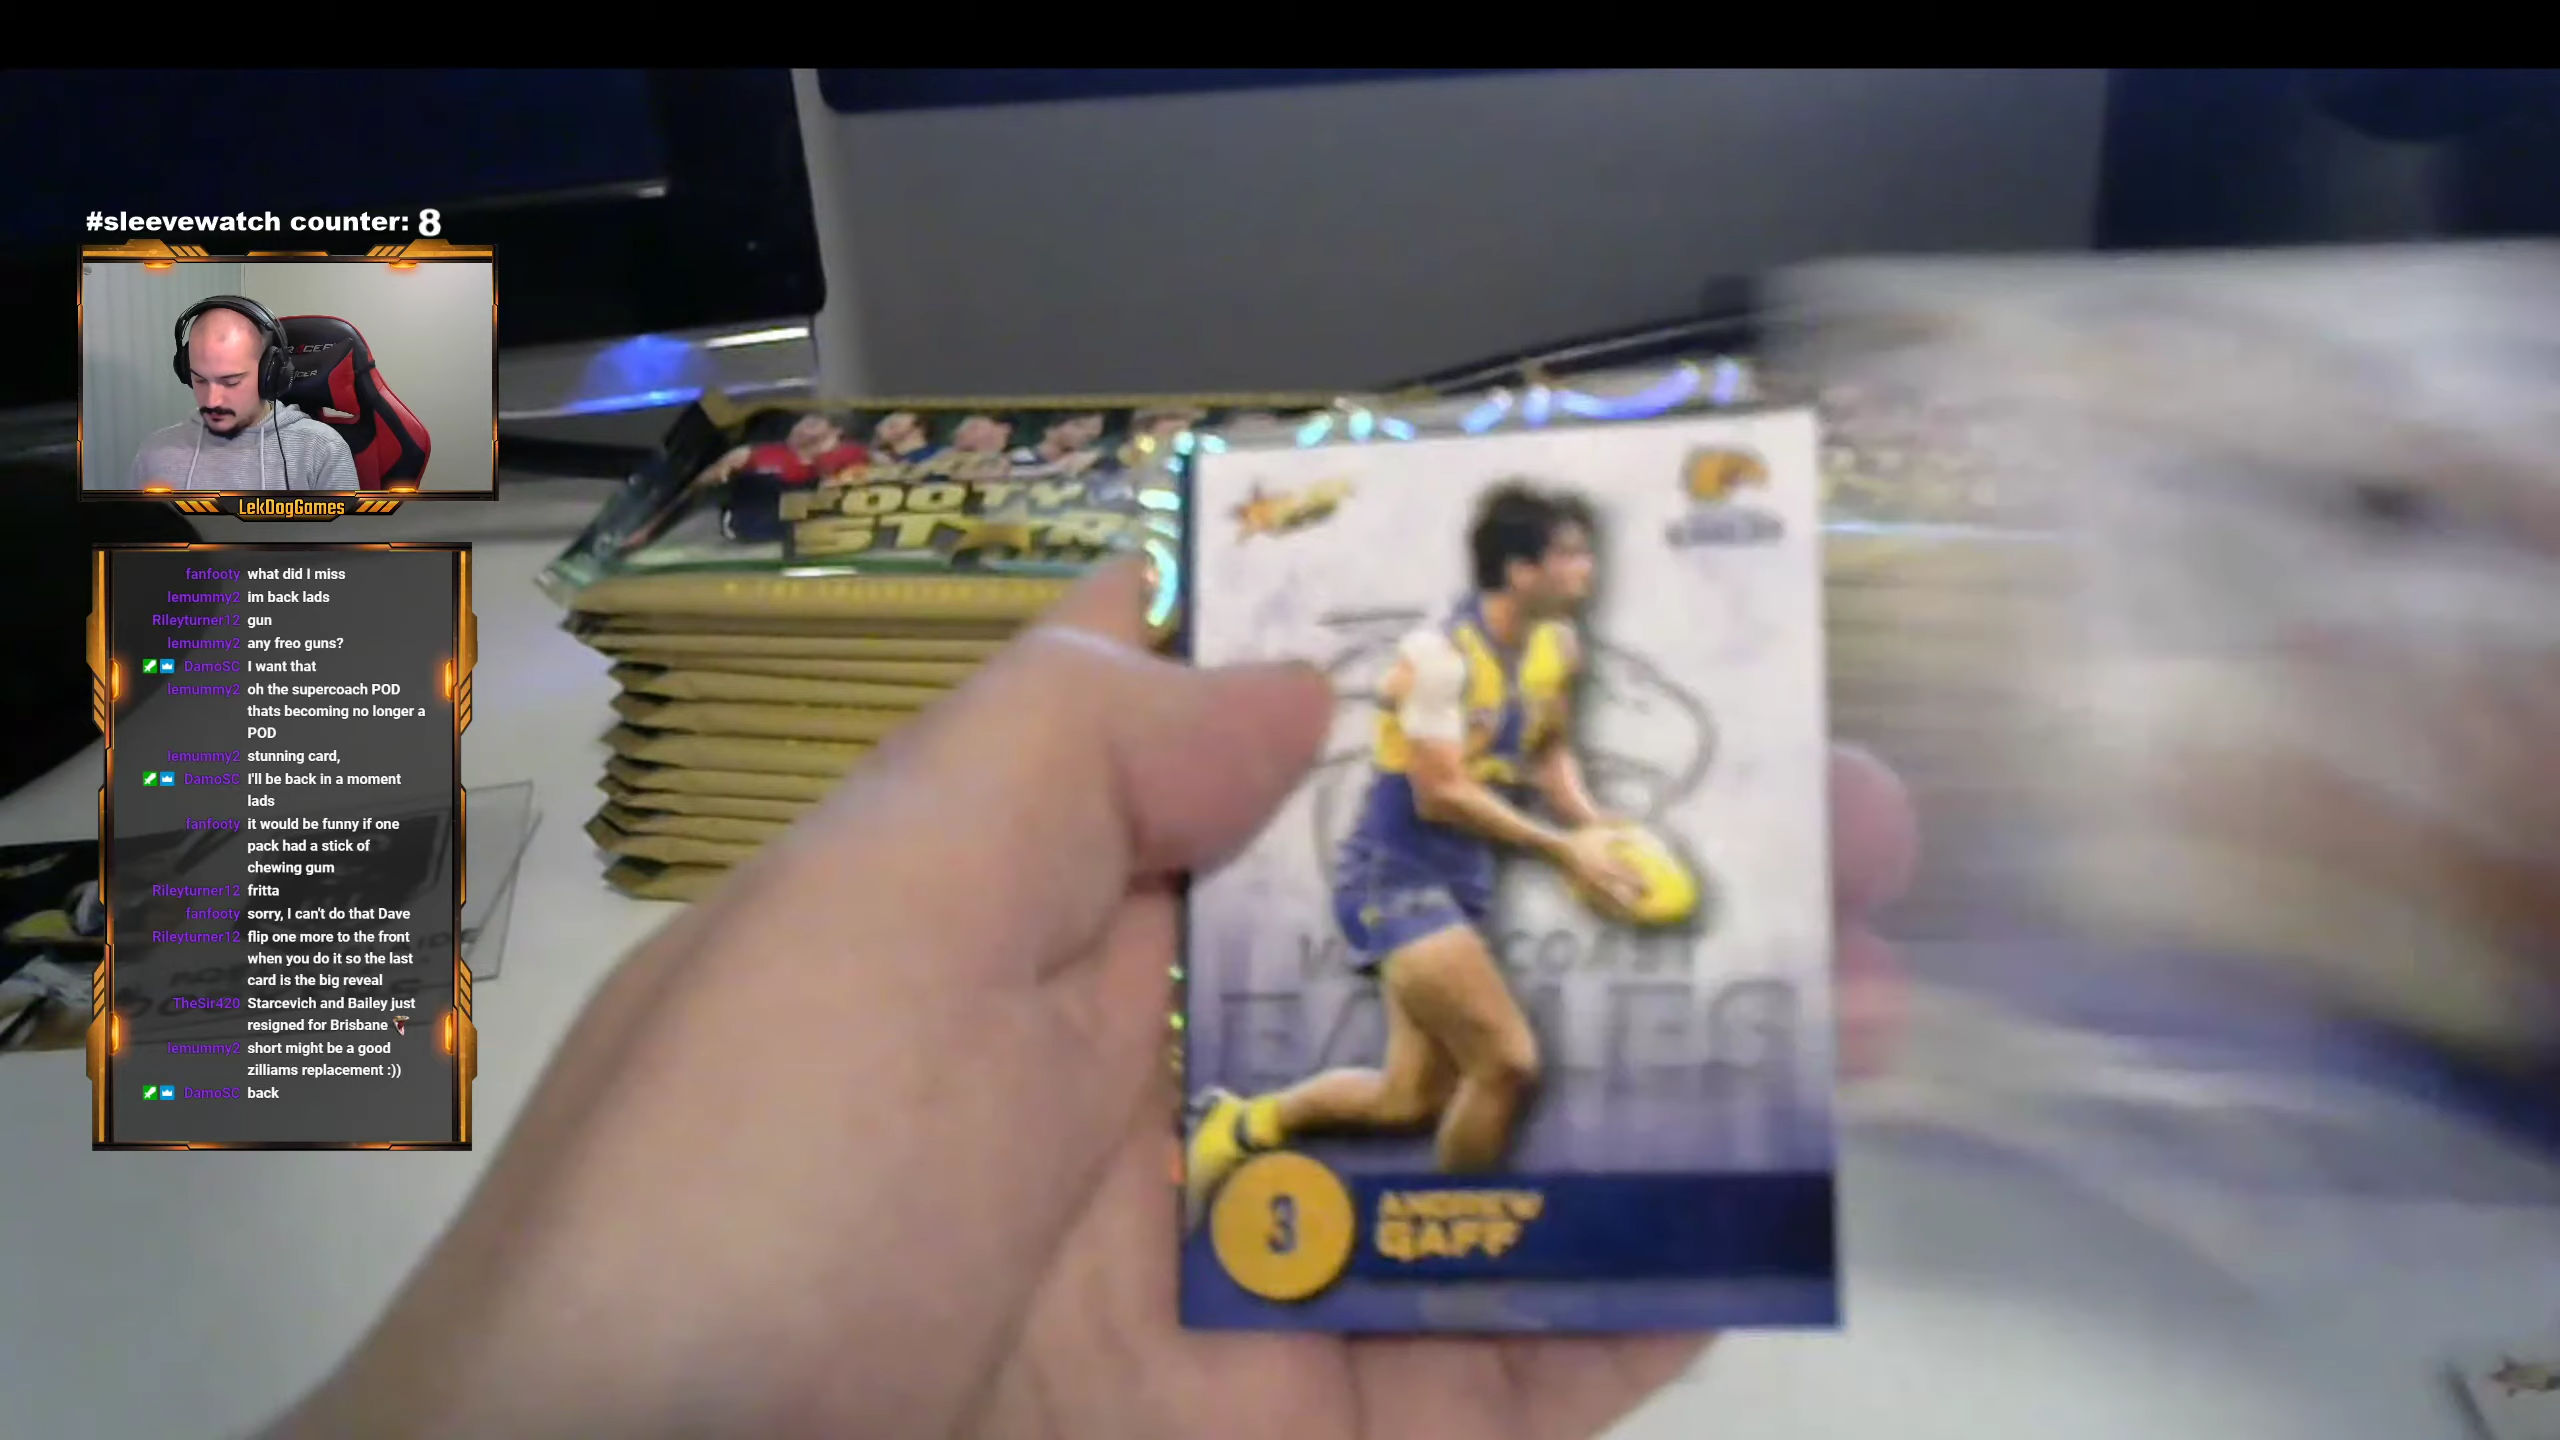 #sleevewatch counter: 8
LekDogGames
fanfooty what did I miss
lemummy2 im back lads
Rileyturner12 gun
lemummy2 any freo guns?
DamoSC I want that
lemummy2 oh the supercoach POD
thats becoming no longer a
POD
lemummy2 stunning card,
DamoSC I'll be back in a moment
lads
fanfooty it would be funny if one
pack had a stick of
chewing gum
Rileyturner12 fritta
fanfooty sorry, I can't do that Dave
Rileyturner12 flip one more to the front
when you do it so the last
card is the big reveal
TheSir420 Starcevich and Bailey just
resigned for Brisbane
lemummy2 short might be a good
zilliams replacement :))
DamoSC back
FOOTY
STAR
COAST
EAGLES
3
ANDREW
GAFF